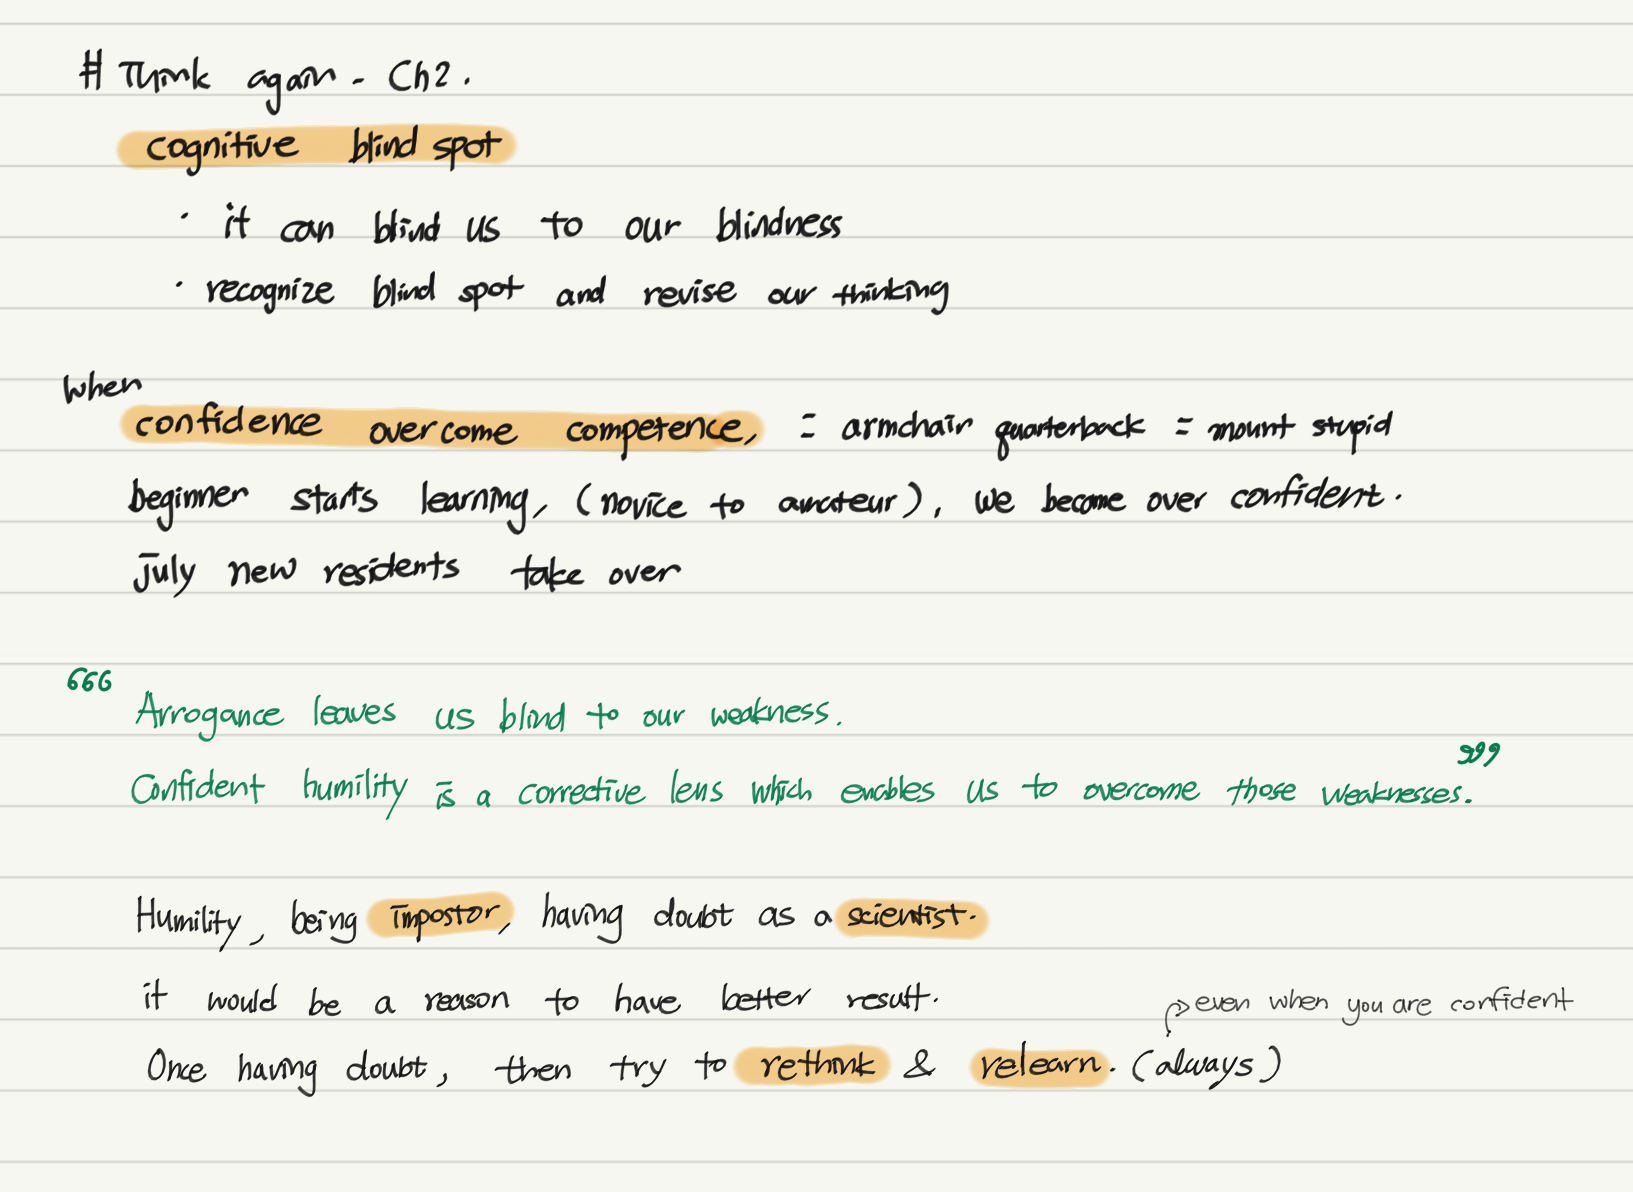 # Think again - Ch2.
cognitive blind spot
· it can blind us to our blindness
· recognize blind spot and revise our thinking
when
confidence overcome competence, = armchair quarterback = mount stupid
beginner starts learning, (novice to amateur), we become over confident.
july new residents take over
666
Arrogance leaves us blind to our weakness.
999
Confident humility is a corrective lens which enables us to overcome those weaknesses.
Humility, being impostor, having doubt as a scientist.
it would be a reason to have better result.
→ even when you are confident
Once having doubt, then try to rethink & relearn. (always)